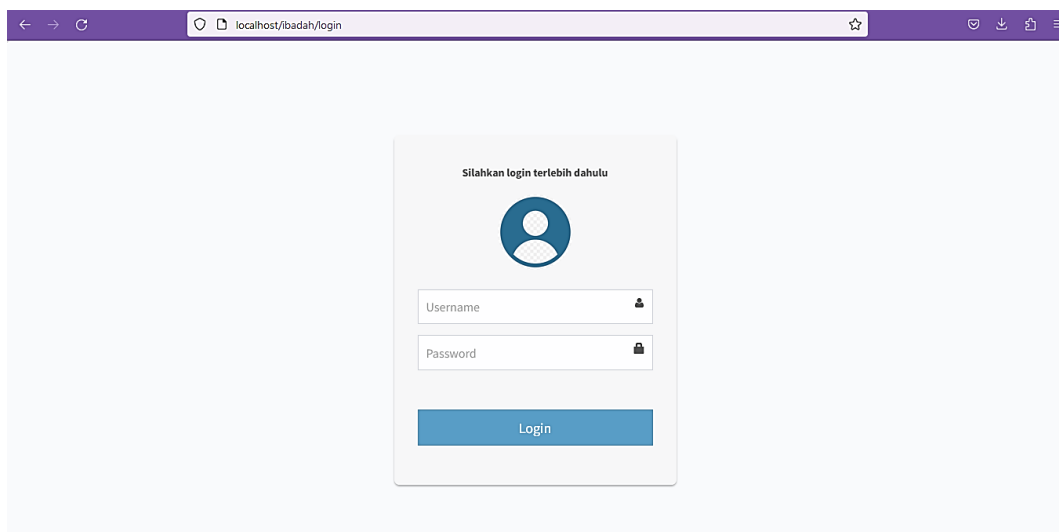 localhost/ibadah/login
Silahkan login terlebih dahulu
Username
Password
Login